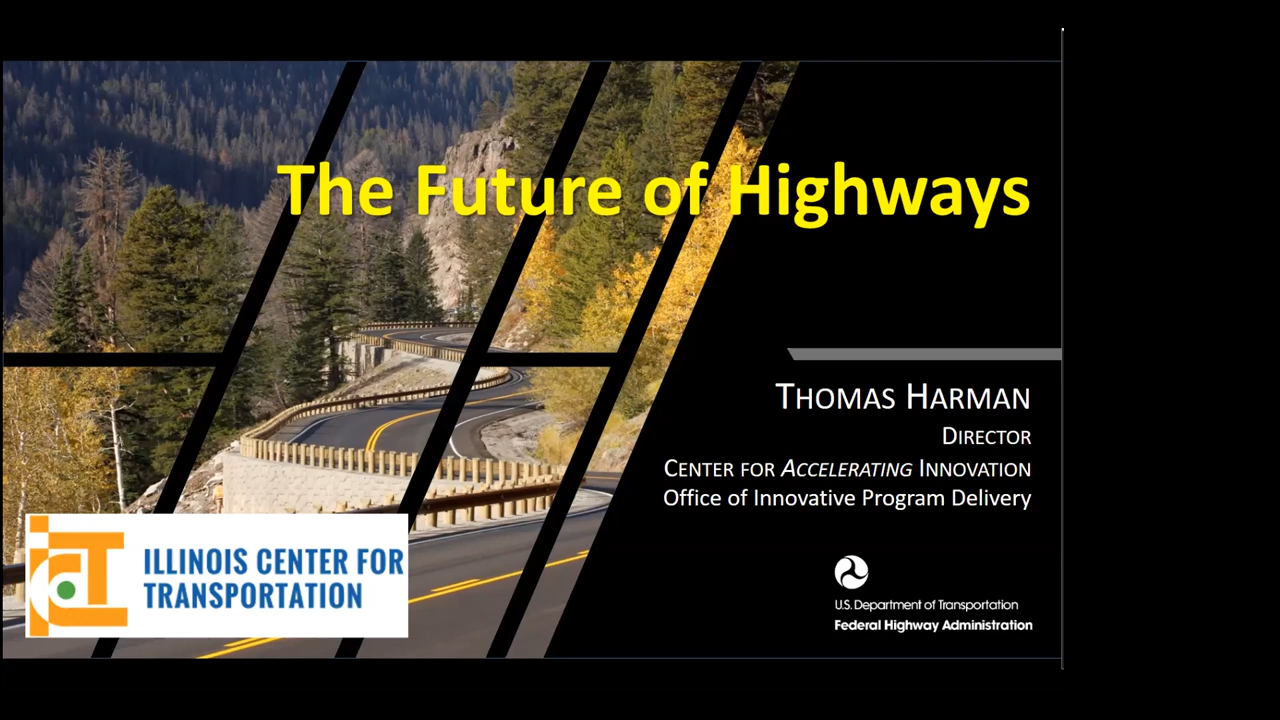 The Future of Highways
THOMAS HARMAN
DIRECTOR
CENTER FOR ACCELERATING INNOVATION
Office of Innovative Program Delivery
ICT
ILLINOIS CENTER FOR
TRANSPORTATION
U.S. Department of Transportation
Federal Highway Administration